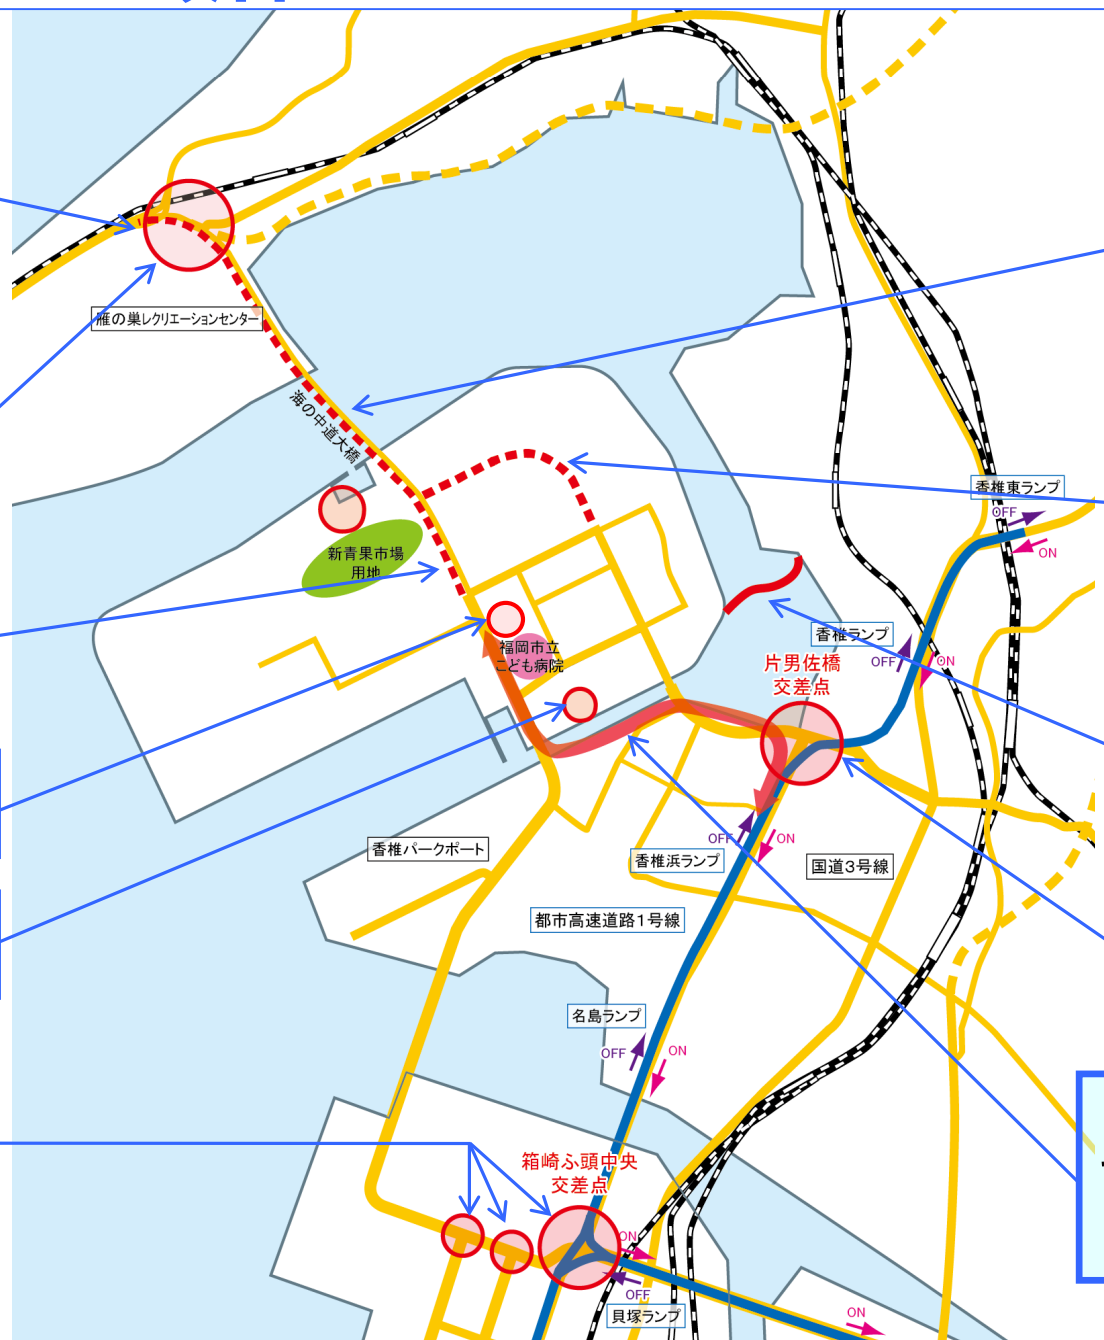 雁の巣レクリエーションセンター
海の中道大橋
香椎東ランプ
OFF
ON
新青果市場
用地
福岡市立
こども病院
香椎ランプ
OFF
ON
片男佐橋
交差点
香椎パークポート
OFF
ON
香椎浜ランプ
国道3号線
都市高速道路1号線
名島ランプ
OFF
ON
箱崎ふ頭中央
交差点
ON
OFF
貝塚ランプ
ON